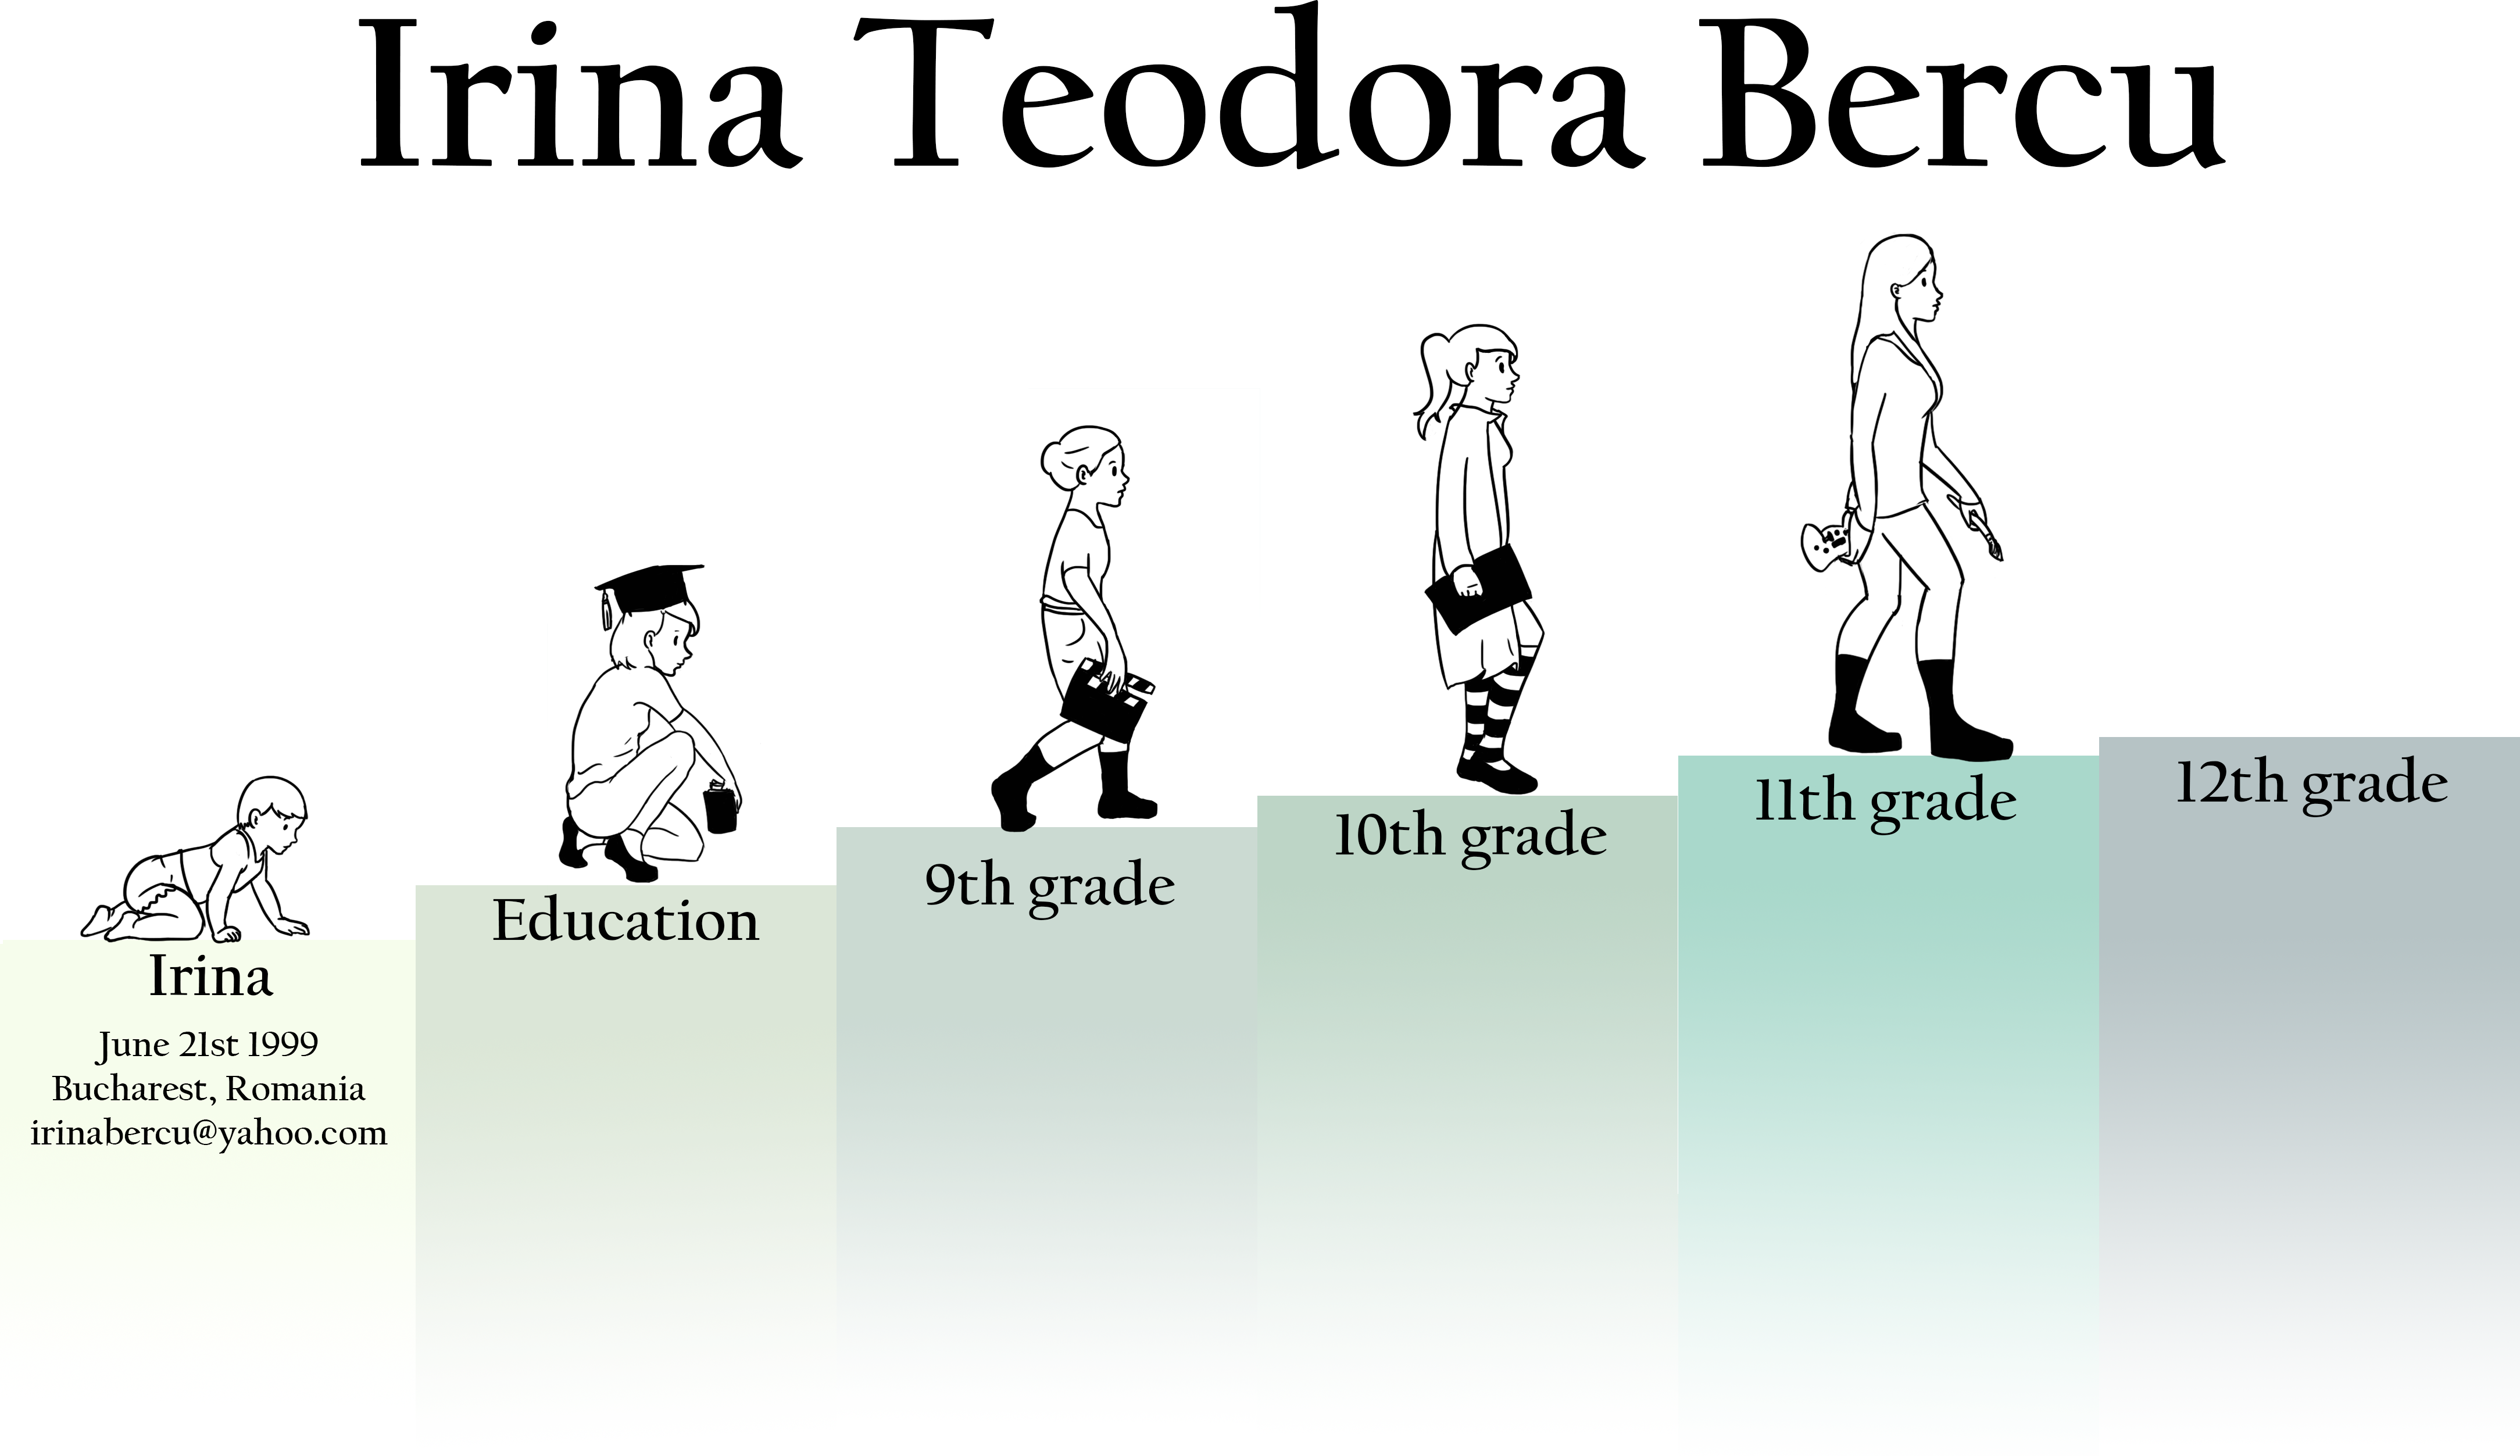 Irina Teodora Bercu
Irina
June 21st 1999
Bucharest, Romania
irinabercu@yahoo.com
Education
9th grade
10th grade
11th grade
12th grade